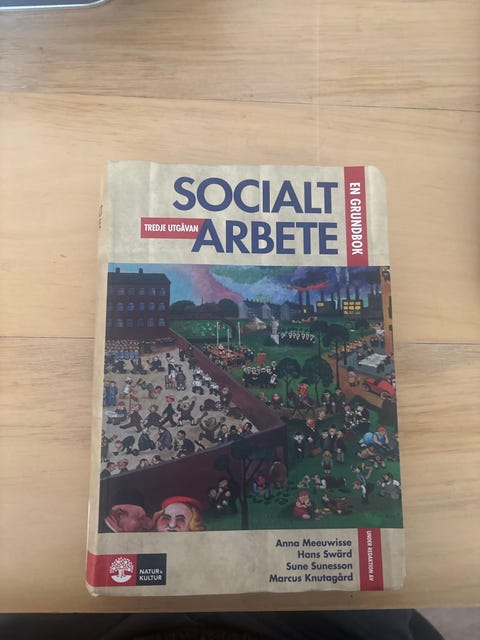 SOCIALT
TREDJE UTGÅVAN
ARBETE
EN GRUNDBOK
Anna Meeuwisse
Hans Swärd
Sune Sunesson
Marcus Knutagård
UNDER REDAKTION AV
NATUR &
KULTUR